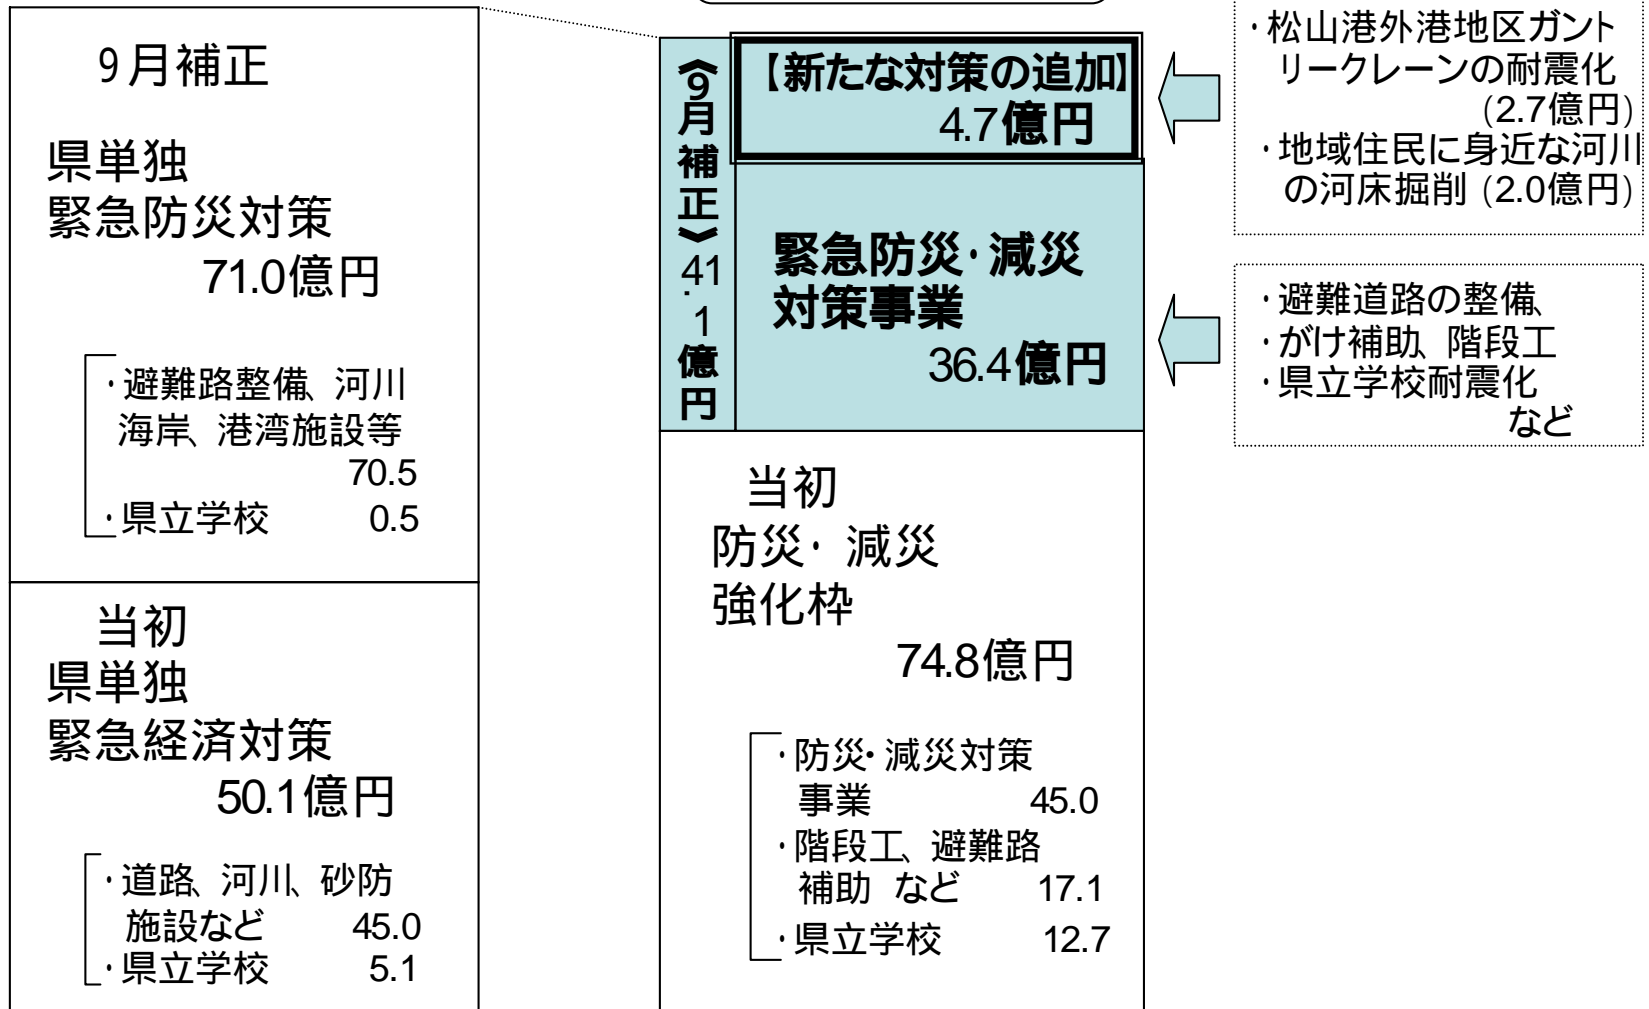 9月補正
県単独
緊急防災対策
71.0億円
・避難路整備、河川
海岸、港湾施設等
70.5
・県立学校 0.5
当初
県単独
緊急経済対策
50.1億円
・道路、河川、砂防
施設など 45.0
・県立学校 5.1
《9月補正》41.1億円
【新たな対策の追加】
4.7億円
緊急防災・減災
対策事業
36.4億円
当初
防災・減災
強化枠
74.8億円
・防災・減災対策
事業 45.0
・階段工、避難路
補助 など 17.1
・県立学校 12.7
・松山港外港地区ガント
リークレーンの耐震化
(2.7億円)
・地域住民に身近な河川
の河床掘削 (2.0億円)
・避難道路の整備、
・がけ補助、階段工
・県立学校耐震化
など